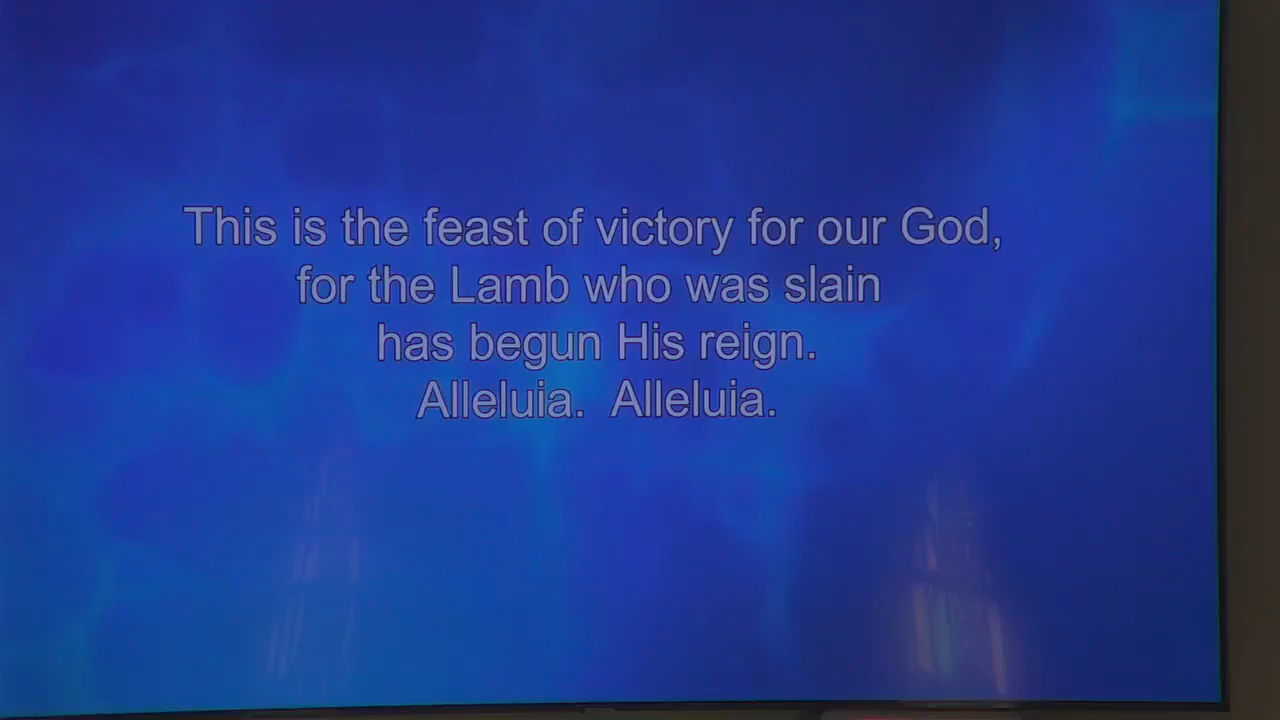 This is the feast of victory for our God,
for the Lamb who was slain
has begun His reign.
Alleluia.  Alleluia.